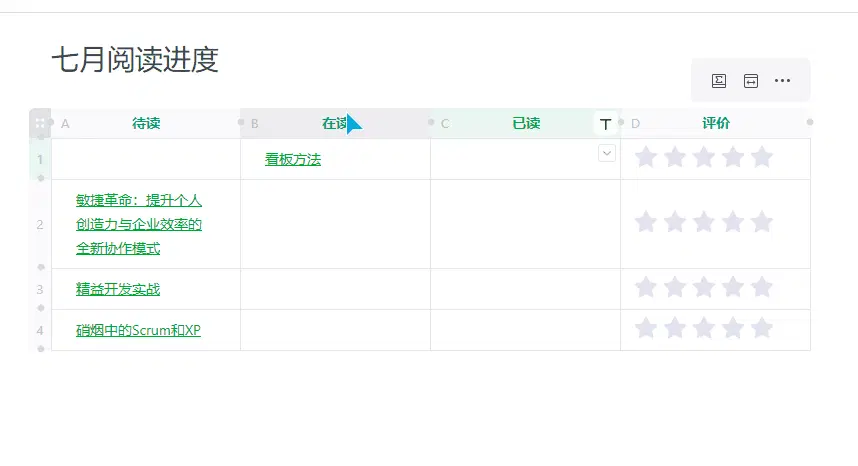 七月阅读进度
A 待读 B 在读 C 已读 T D 评价
1 看板方法
敏捷革命：提升个人
2 创造力与企业效率的
全新协作模式
3 精益开发实战
4 硝烟中的Scrum和XP